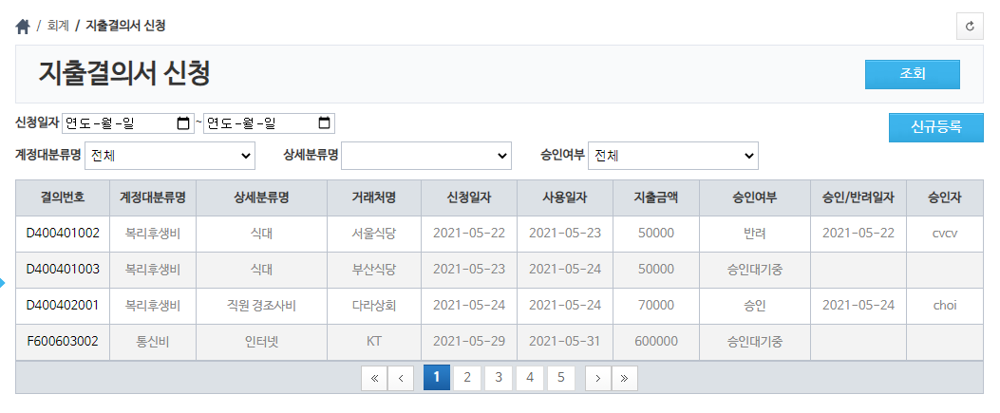 / 회계 / 지출결의서 신청
지출결의서 신청
조회
신청일자 연도-월-일 ~ 연도-월-일
신규등록
계정대분류명 전체 상세분류명 승인여부 전체
결의번호 계정대분류명 상세분류명 거래처명 신청일자 사용일자 지출금액 승인여부 승인/반려일자 승인자
D400401002 복리후생비 식대 서울식당 2021-05-22 2021-05-23 50000 반려 2021-05-22 cvcv
D400401003 복리후생비 식대 부산식당 2021-05-23 2021-05-24 50000 승인대기중
D400402001 복리후생비 직원 경조사비 다라상회 2021-05-24 2021-05-24 70000 승인 2021-05-24 choi
F600603002 통신비 인터넷 KT 2021-05-29 2021-05-31 600000 승인대기중
« ‹ 1 2 3 4 5 › »